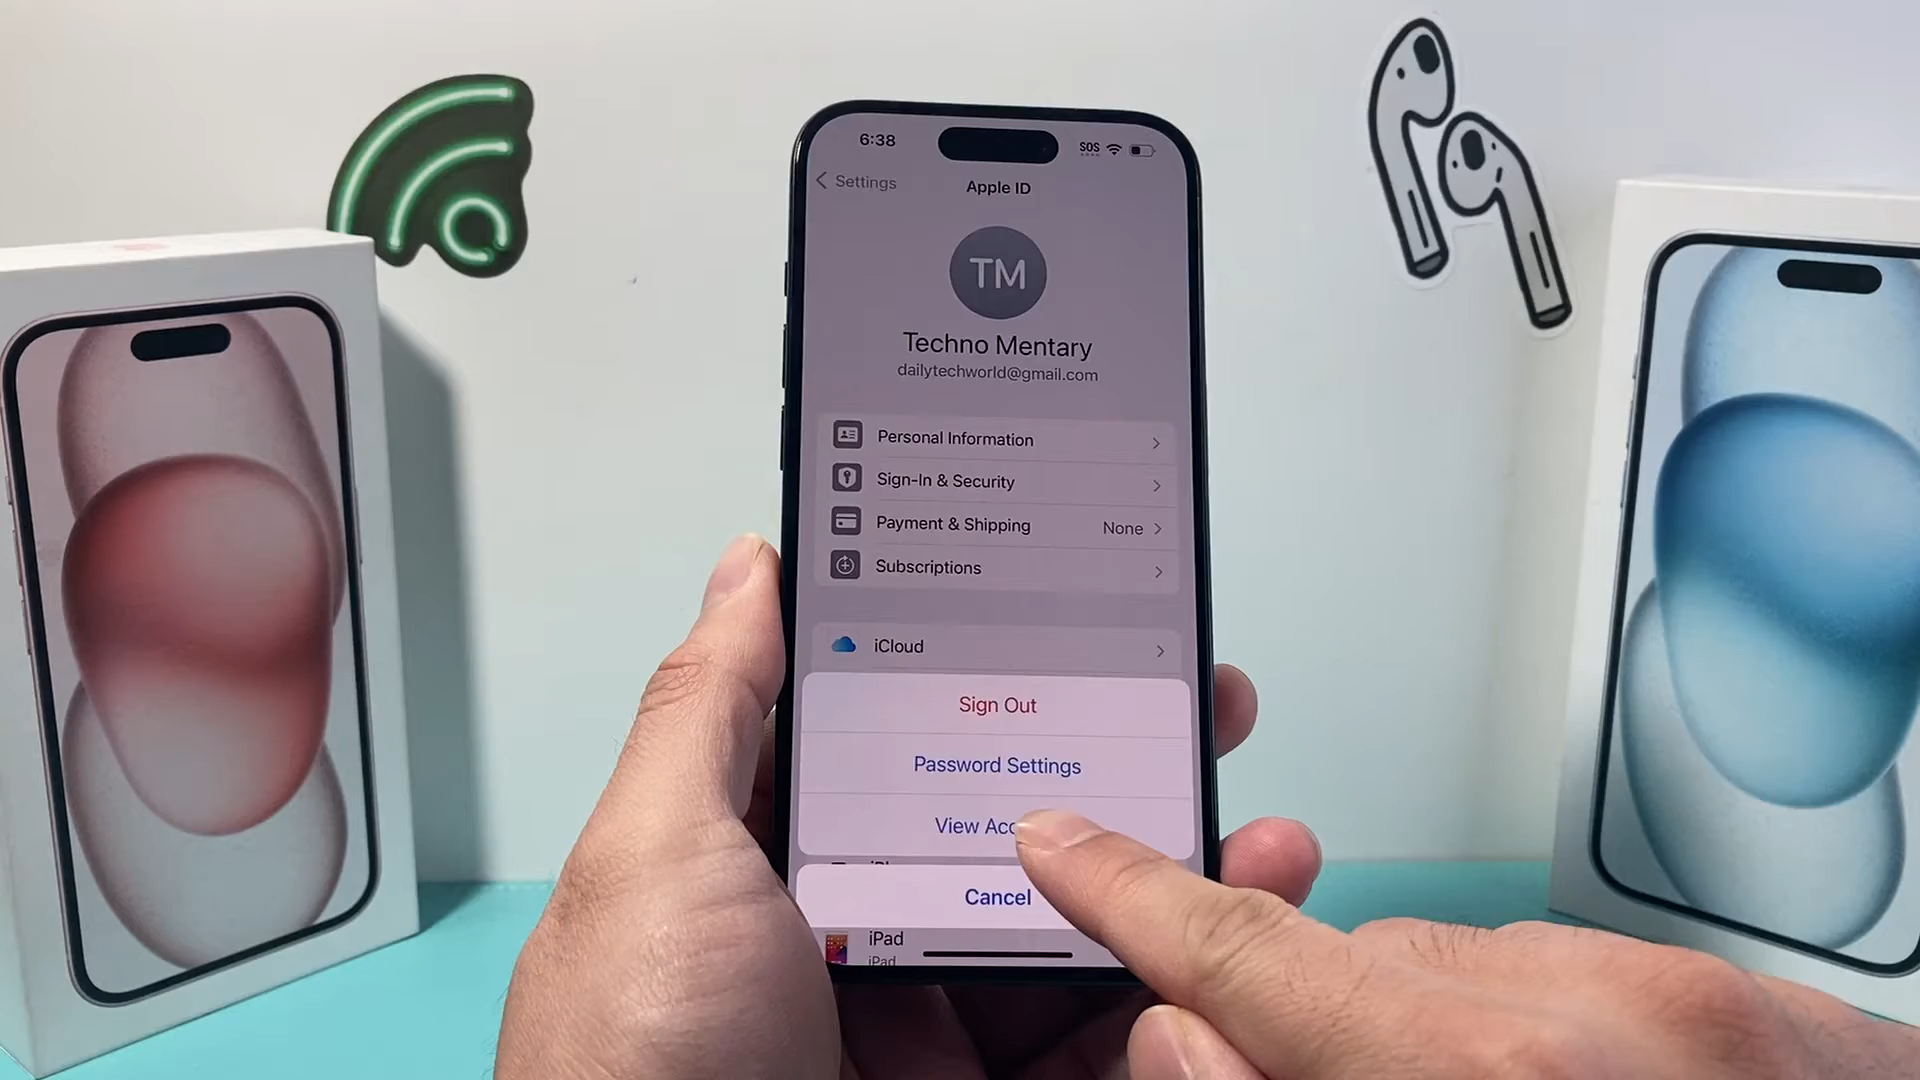 6:38
SOS
Settings
Apple ID
TM
Techno Mentary
dailytechworld@gmail.com
Personal Information
Sign-In & Security
Payment & Shipping None
Subscriptions
iCloud
Sign Out
Password Settings
View
Cancel
iPad
iPad